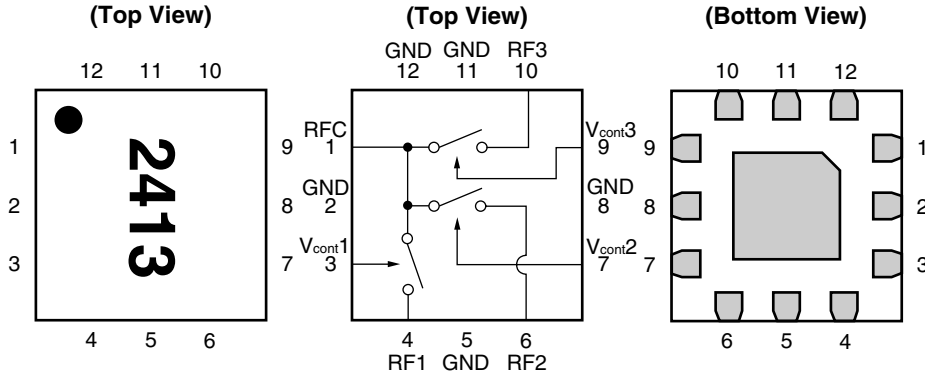 (Top View)
12 11 10
1 9
2 8
3 7
2413
4 5 6
(Top View)
GND GND RF3
12 11 10
RFC Vcont3
1 9
GND GND
2 8
Vcont1 Vcont2
3 7
4 5 6
RF1 GND RF2
(Bottom View)
10 11 12
9 1
8 2
7 3
6 5 4